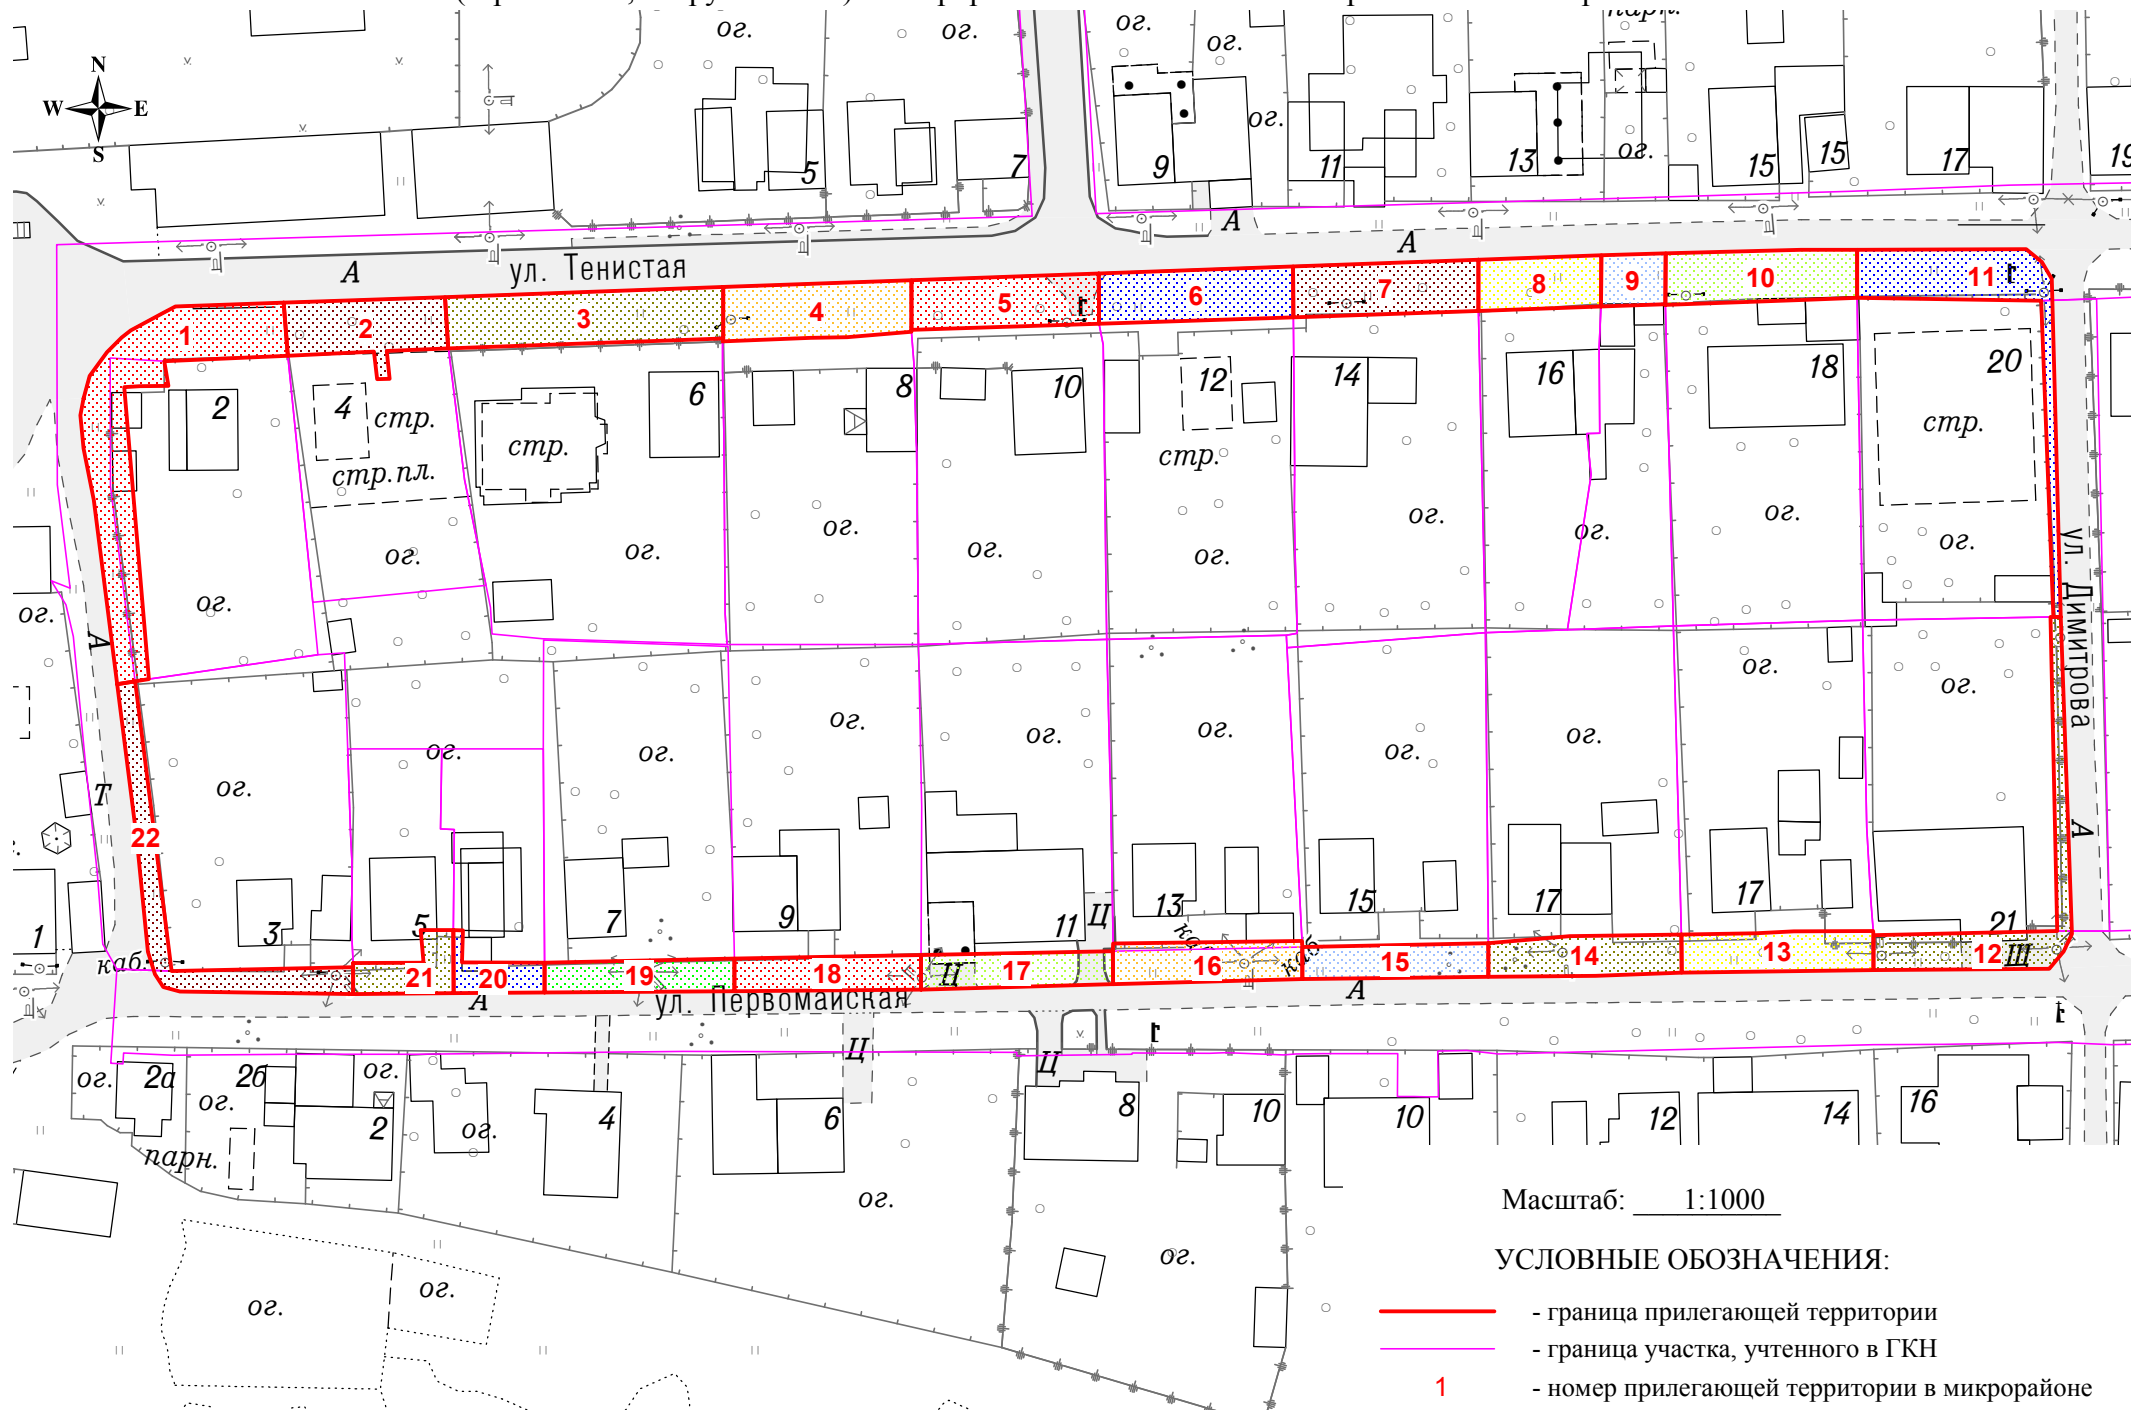 N
W E
S
ог.
ог.
ог.
ог.
ог.
парн.
ог.
5
7
9
11
13
15
15
17
19
А
ул. Тенистая
А
А
1
2
3
4
5
6
7
8
9
10
11
2
4
стр.
стр.пл.
стр.
6
8
10
12
стр.
14
16
18
20
стр.
ог.
ог.
ог.
ог.
ог.
ог.
ог.
ог.
ог.
ог.
ог.
ул. Димитрова
А
А
Т
ог.
ог.
ог.
ог.
ог.
ог.
ог.
ог.
ог.
ог.
22
1
3
5
7
9
11
Ц
13
15
17
17
21
каб.
каб.
21
20
19
18
Ц
17
16
15
14
13
12
Щ
А
ул. Первомайская
А
Ц
Ц
ог.
2а
2б
ог.
ог.
2
парн.
ог.
4
6
8
10
10
12
14
16
ог.
ог.
ог.
ог.
Масштаб: 1:1000
УСЛОВНЫЕ ОБОЗНАЧЕНИЯ:
- граница прилегающей территории
- граница участка, учтенного в ГКН
1 - номер прилегающей территории в микрорайоне